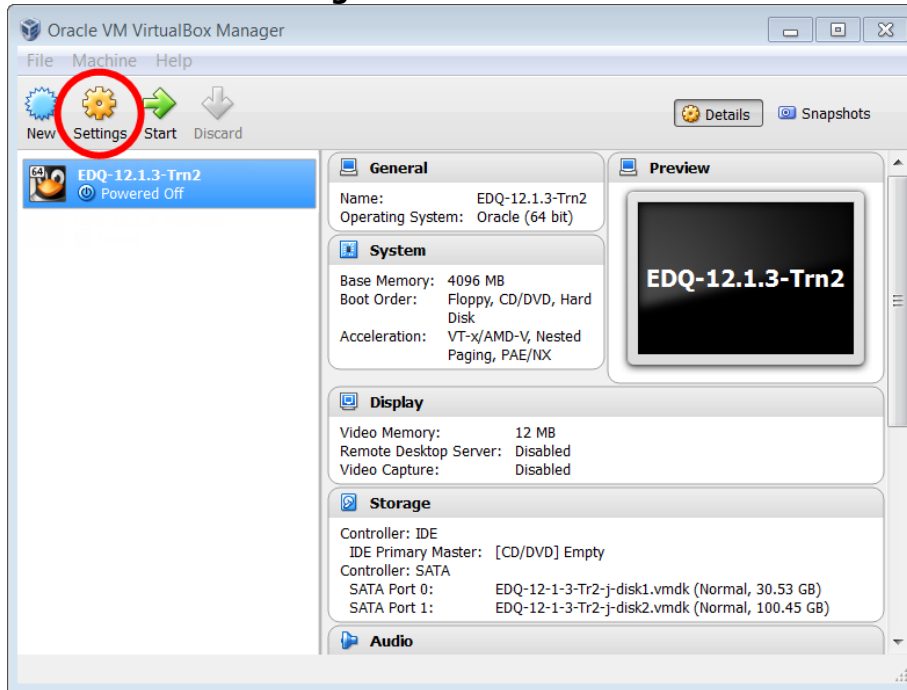 Oracle VM VirtualBox Manager
File Machine Help
New Settings Start Discard
Details Snapshots
64 EDQ-12.1.3-Trn2
Powered Off
General
Name: EDQ-12.1.3-Trn2
Operating System: Oracle (64 bit)
System
Base Memory: 4096 MB
Boot Order: Floppy, CD/DVD, Hard
Disk
Acceleration: VT-x/AMD-V, Nested
Paging, PAE/NX
Preview
EDQ-12.1.3-Trn2
Display
Video Memory: 12 MB
Remote Desktop Server: Disabled
Video Capture: Disabled
Storage
Controller: IDE
IDE Primary Master: [CD/DVD] Empty
Controller: SATA
SATA Port 0: EDQ-12-1-3-Tr2-j-disk1.vmdk (Normal, 30.53 GB)
SATA Port 1: EDQ-12-1-3-Tr2-j-disk2.vmdk (Normal, 100.45 GB)
Audio